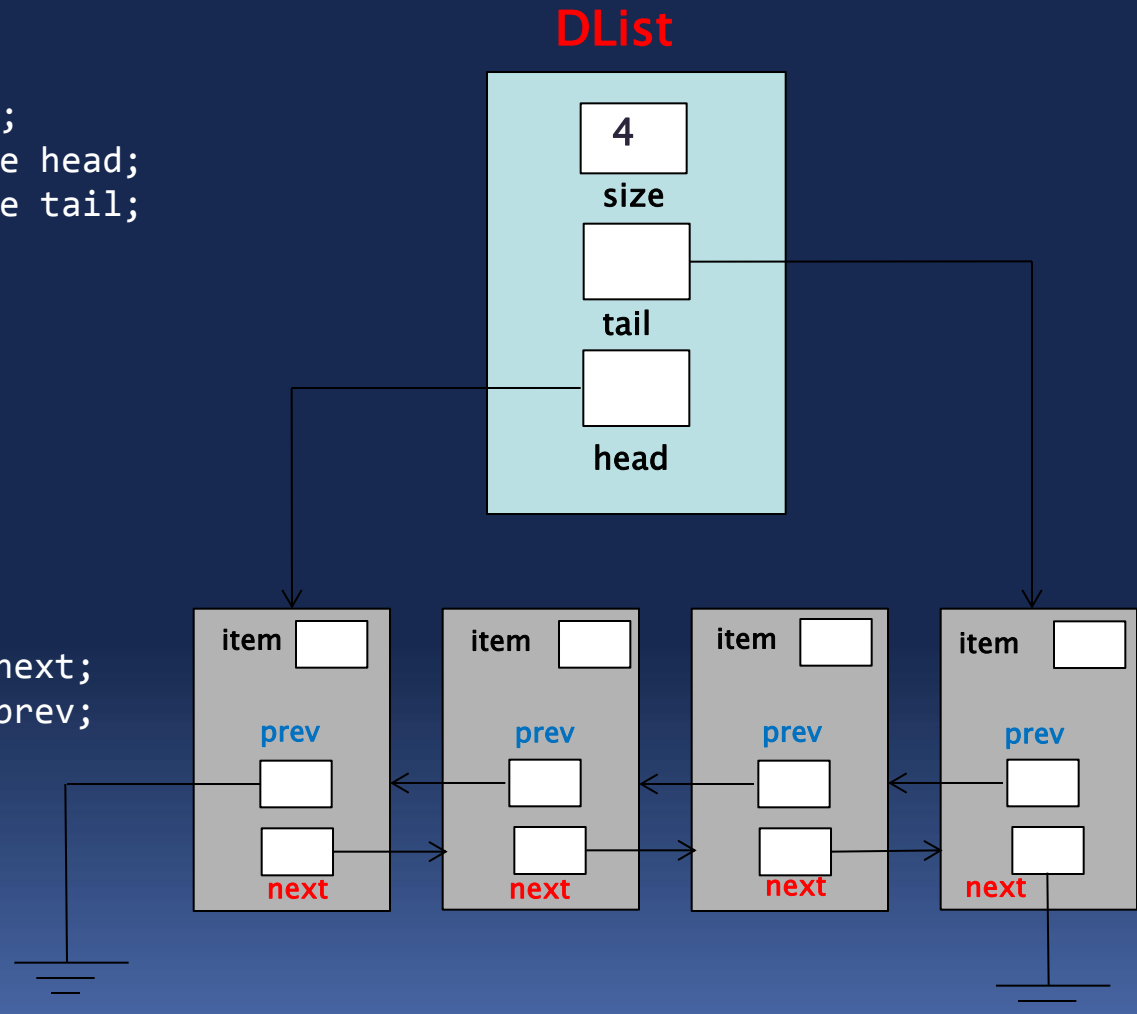 DList
;
e head;
e tail;
4
size
tail
head
next;
prev;
item
item
item
item
prev
prev
prev
prev
next
next
next
next